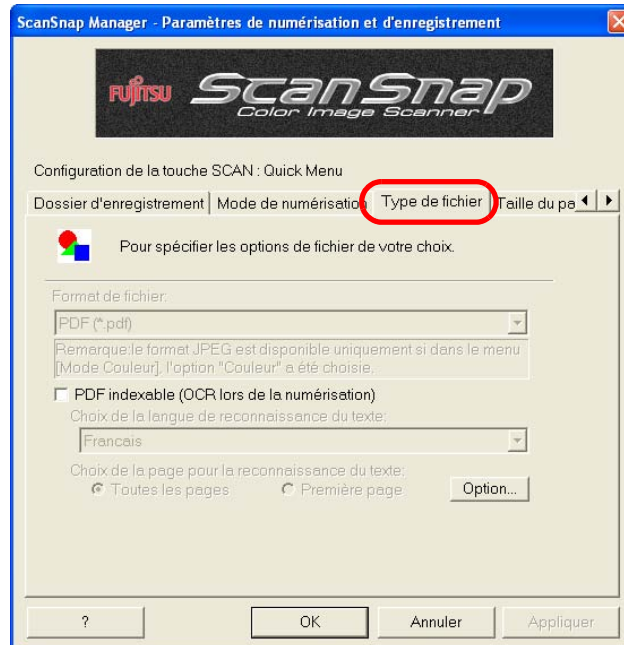 ScanSnap Manager - Paramètres de numérisation et d'enregistrement
FUJITSU ScanSnap
Color Image Scanner
Configuration de la touche SCAN : Quick Menu
Dossier d'enregistrement Mode de numérisation Type de fichier Taille du pa
Pour spécifier les options de fichier de votre choix.
Format de fichier:
PDF (*.pdf)
Remarque:le format JPEG est disponible uniquement si dans le menu
[Mode Couleur], l'option "Couleur" a été choisie.
PDF indexable (OCR lors de la numérisation)
Choix de la langue de reconnaissance du texte:
Francais
Choix de la page pour la reconnaissance du texte:
Toutes les pages Première page Option...
? OK Annuler Appliquer